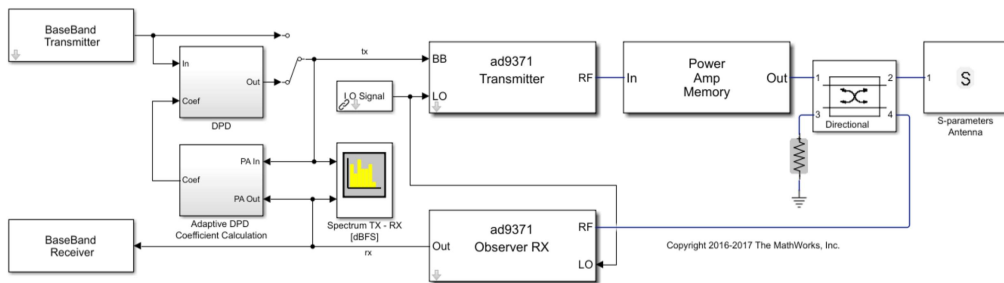 BaseBand
Transmitter
In
Out
Coef
DPD
tx
LO Signal
BB
LO
ad9371
Transmitter
RF
In
Power
Amp
Memory
Out
1
2
3
4
Directional
1
S
S-parameters
Antenna
PA In
Coef
PA Out
Adaptive DPD
Coefficient Calculation
Spectrum TX - RX
[dBFS]
BaseBand
Receiver
rx
Out
ad9371
Observer RX
RF
LO
Copyright 2016-2017 The MathWorks, Inc.